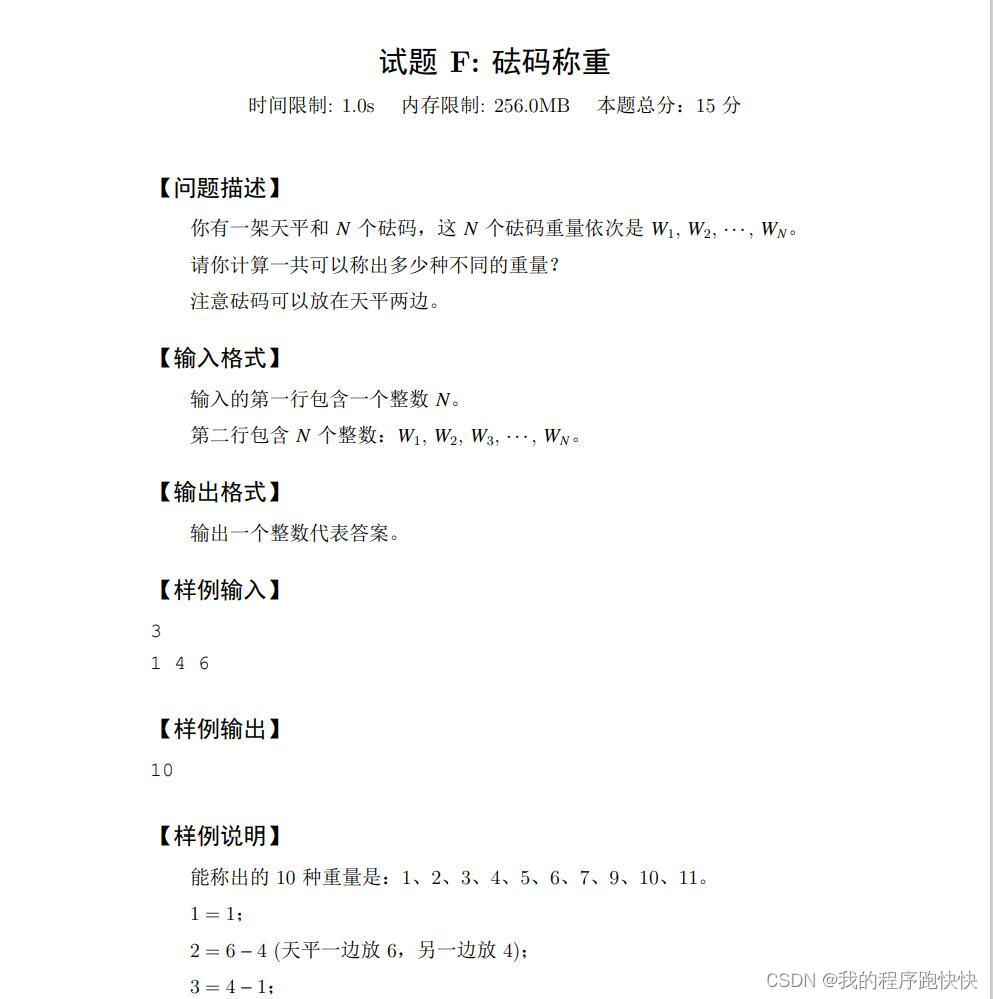 试题 F: 砝码称重
时间限制: 1.0s 内存限制: 256.0MB 本题总分：15 分
【问题描述】
你有一架天平和 N 个砝码，这 N 个砝码重量依次是 W₁, W₂, ⋯, W_N。
请你计算一共可以称出多少种不同的重量？
注意砝码可以放在天平两边。
【输入格式】
输入的第一行包含一个整数 N。
第二行包含 N 个整数：W₁, W₂, W₃, ⋯, W_N。
【输出格式】
输出一个整数代表答案。
【样例输入】
3
1 4 6
【样例输出】
10
【样例说明】
能称出的 10 种重量是：1、2、3、4、5、6、7、9、10、11。
1 = 1；
2 = 6 − 4 (天平一边放 6，另一边放 4)；
3 = 4 − 1；
CSDN @我的程序跑快快